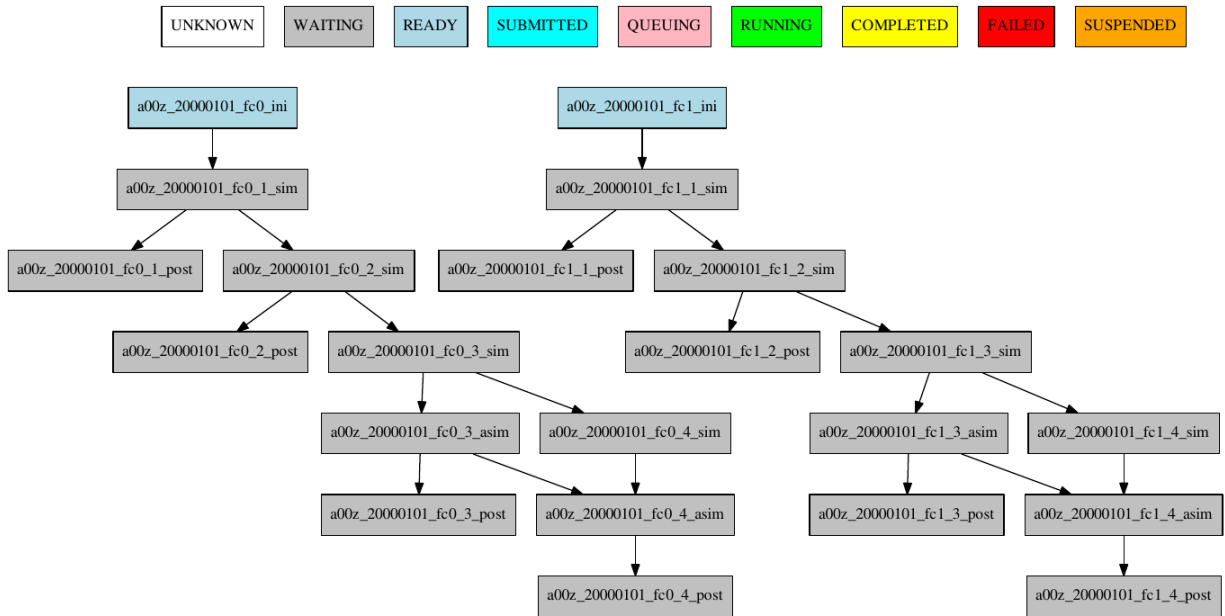 UNKNOWN WAITING READY SUBMITTED QUEUING RUNNING COMPLETED FAILED SUSPENDED
a00z_20000101_fc0_ini a00z_20000101_fc1_ini
a00z_20000101_fc0_1_sim a00z_20000101_fc1_1_sim
a00z_20000101_fc0_1_post a00z_20000101_fc0_2_sim a00z_20000101_fc1_1_post a00z_20000101_fc1_2_sim
a00z_20000101_fc0_2_post a00z_20000101_fc0_3_sim a00z_20000101_fc1_2_post a00z_20000101_fc1_3_sim
a00z_20000101_fc0_3_asim a00z_20000101_fc0_4_sim a00z_20000101_fc1_3_asim a00z_20000101_fc1_4_sim
a00z_20000101_fc0_3_post a00z_20000101_fc0_4_asim a00z_20000101_fc1_3_post a00z_20000101_fc1_4_asim
a00z_20000101_fc0_4_post a00z_20000101_fc1_4_post